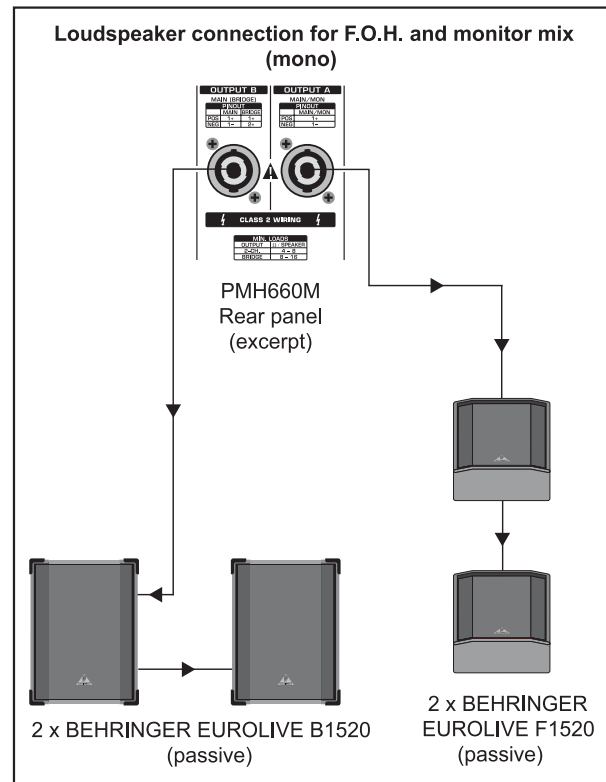 Loudspeaker connection for F.O.H. and monitor mix
(mono)
OUTPUT B
OUTPUT A
MAIN (BRIDGE)
PINOUT
MAIN BRIDGE
POS 1+ 1+
NEG 1– 2+
MAIN/MON
PINOUT
MAIN/MON
POS 1+
NEG 1–
CLASS 2 WIRING
MIN. LOADS
OUTPUT Ω / SPEAKER
2-CH. 4 – 8
BRIDGE 8 – 16
PMH660M
Rear panel
(excerpt)
2 x BEHRINGER EUROLIVE B1520
(passive)
2 x BEHRINGER
EUROLIVE F1520
(passive)